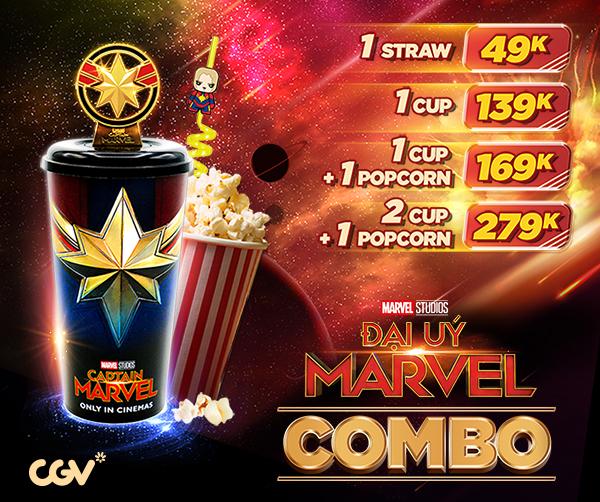 1 STRAW 49K
1 CUP 139K
1 CUP
+ 1 POPCORN 169K
2 CUP
+ 1 POPCORN 279K
MARVEL STUDIOS
ĐẠI UÝ
MARVEL
COMBO
MARVEL STUDIOS
CAPTAIN
MARVEL
ONLY IN CINEMAS
CGV*